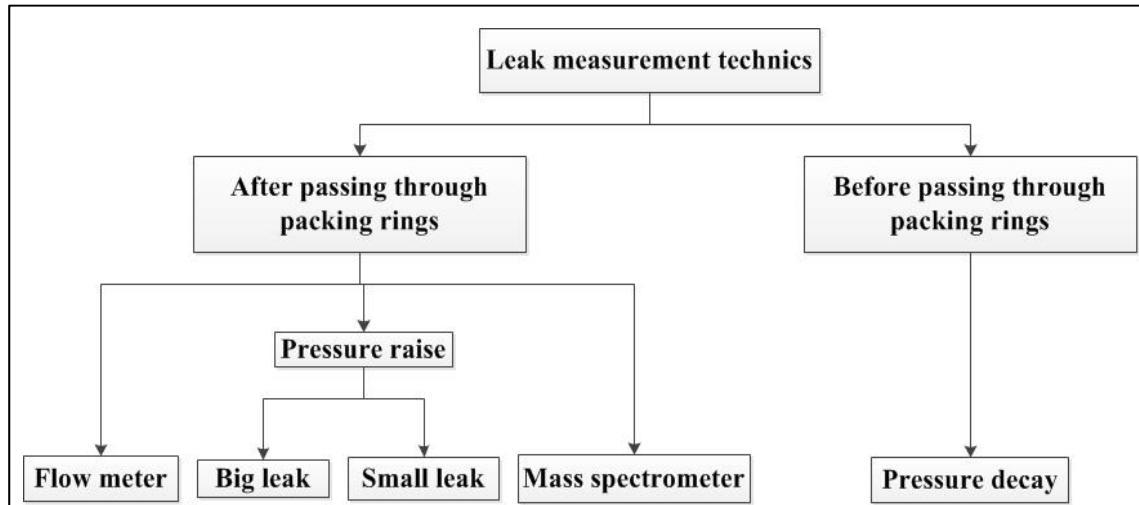 Leak measurement technics
After passing through
packing rings
Before passing through
packing rings
Pressure raise
Flow meter
Big leak
Small leak
Mass spectrometer
Pressure decay